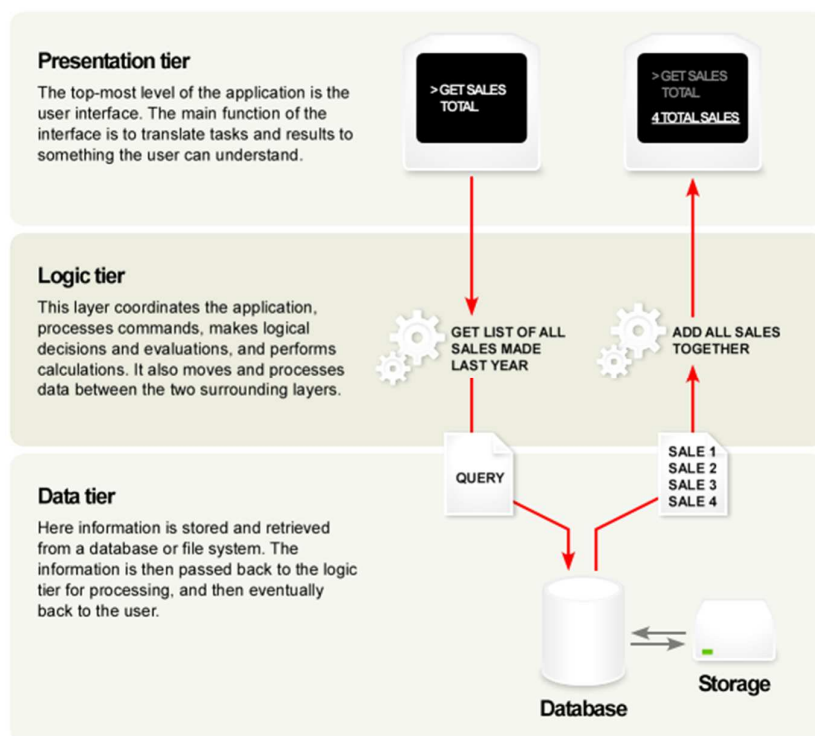 Presentation tier
The top-most level of the application is the
user interface. The main function of the
interface is to translate tasks and results to
something the user can understand.
>GET SALES
TOTAL
>GET SALES
TOTAL
4 TOTAL SALES
Logic tier
This layer coordinates the application,
processes commands, makes logical
decisions and evaluations, and performs
calculations. It also moves and processes
data between the two surrounding layers.
GET LIST OF ALL
SALES MADE
LAST YEAR
ADD ALL SALES
TOGETHER
QUERY
SALE 1
SALE 2
SALE 3
SALE 4
Data tier
Here information is stored and retrieved
from a database or file system. The
information is then passed back to the logic
tier for processing, and then eventually
back to the user.
Database
Storage